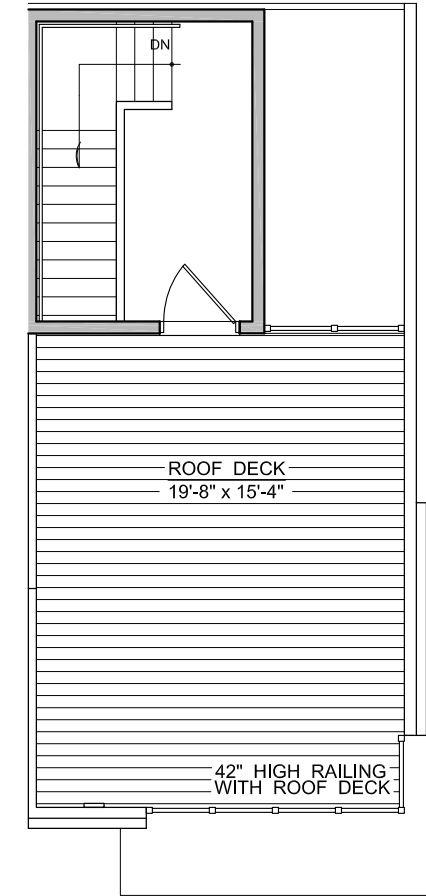 DN
ROOF DECK
19'-8" x 15'-4"
42" HIGH RAILING
WITH ROOF DECK